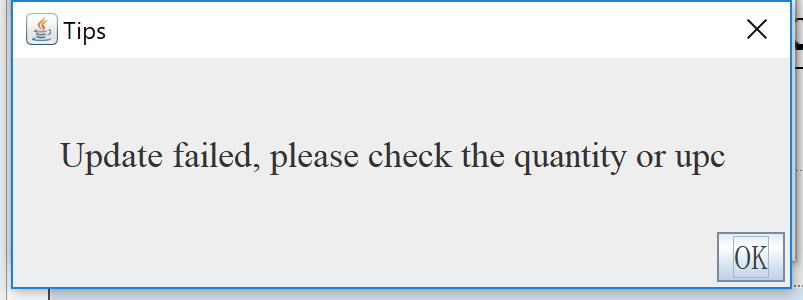 Tips
Update failed, please check the quantity or upc
OK